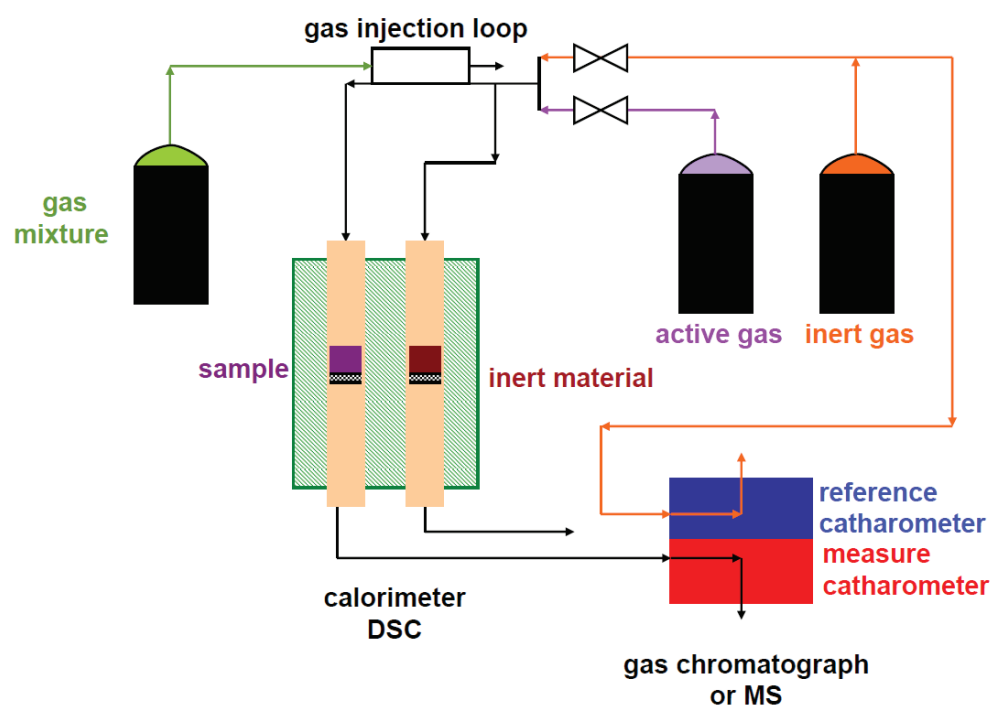 gas injection loop
gas
mixture
active gas
inert gas
sample
inert material
reference
catharometer
measure
catharometer
calorimeter
DSC
gas chromatograph
or MS